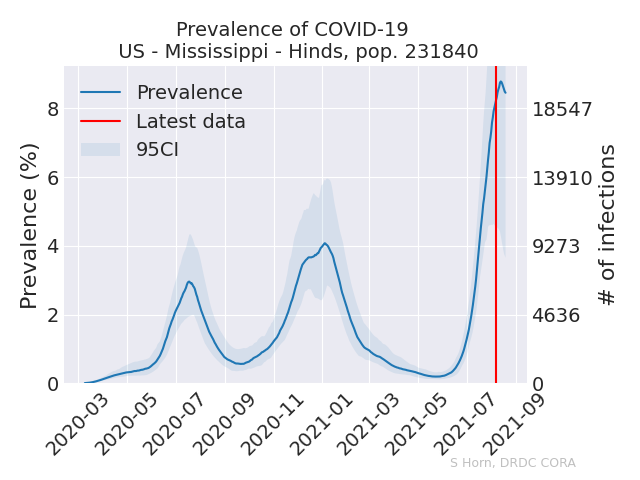 Prevalence of COVID-19
US - Mississippi - Hinds, pop. 231840
Prevalence
Latest data
95CI
Prevalence (%)
8
6
4
2
0
# of infections
18547
13910
9273
4636
0
2020-03
2020-05
2020-07
2020-09
2020-11
2021-01
2021-03
2021-05
2021-07
2021-09
S Horn, DRDC CORA